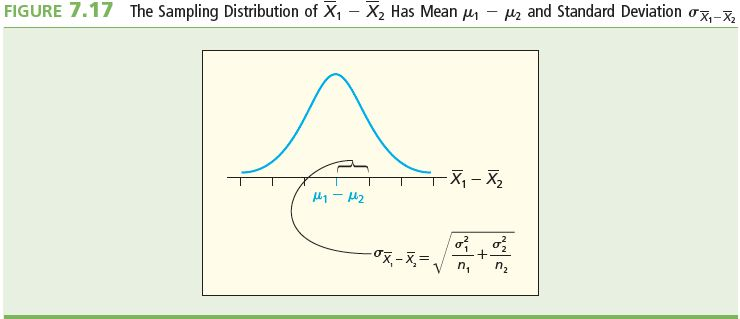 FIGURE 7.17 The Sampling Distribution of X̅₁ − X̅₂ Has Mean μ₁ − μ₂ and Standard Deviation σX̅₁−X̅₂
X̅₁ − X̅₂
μ₁ − μ₂
σX̅₁−X̅₂ = √(σ₁²/n₁ + σ₂²/n₂)